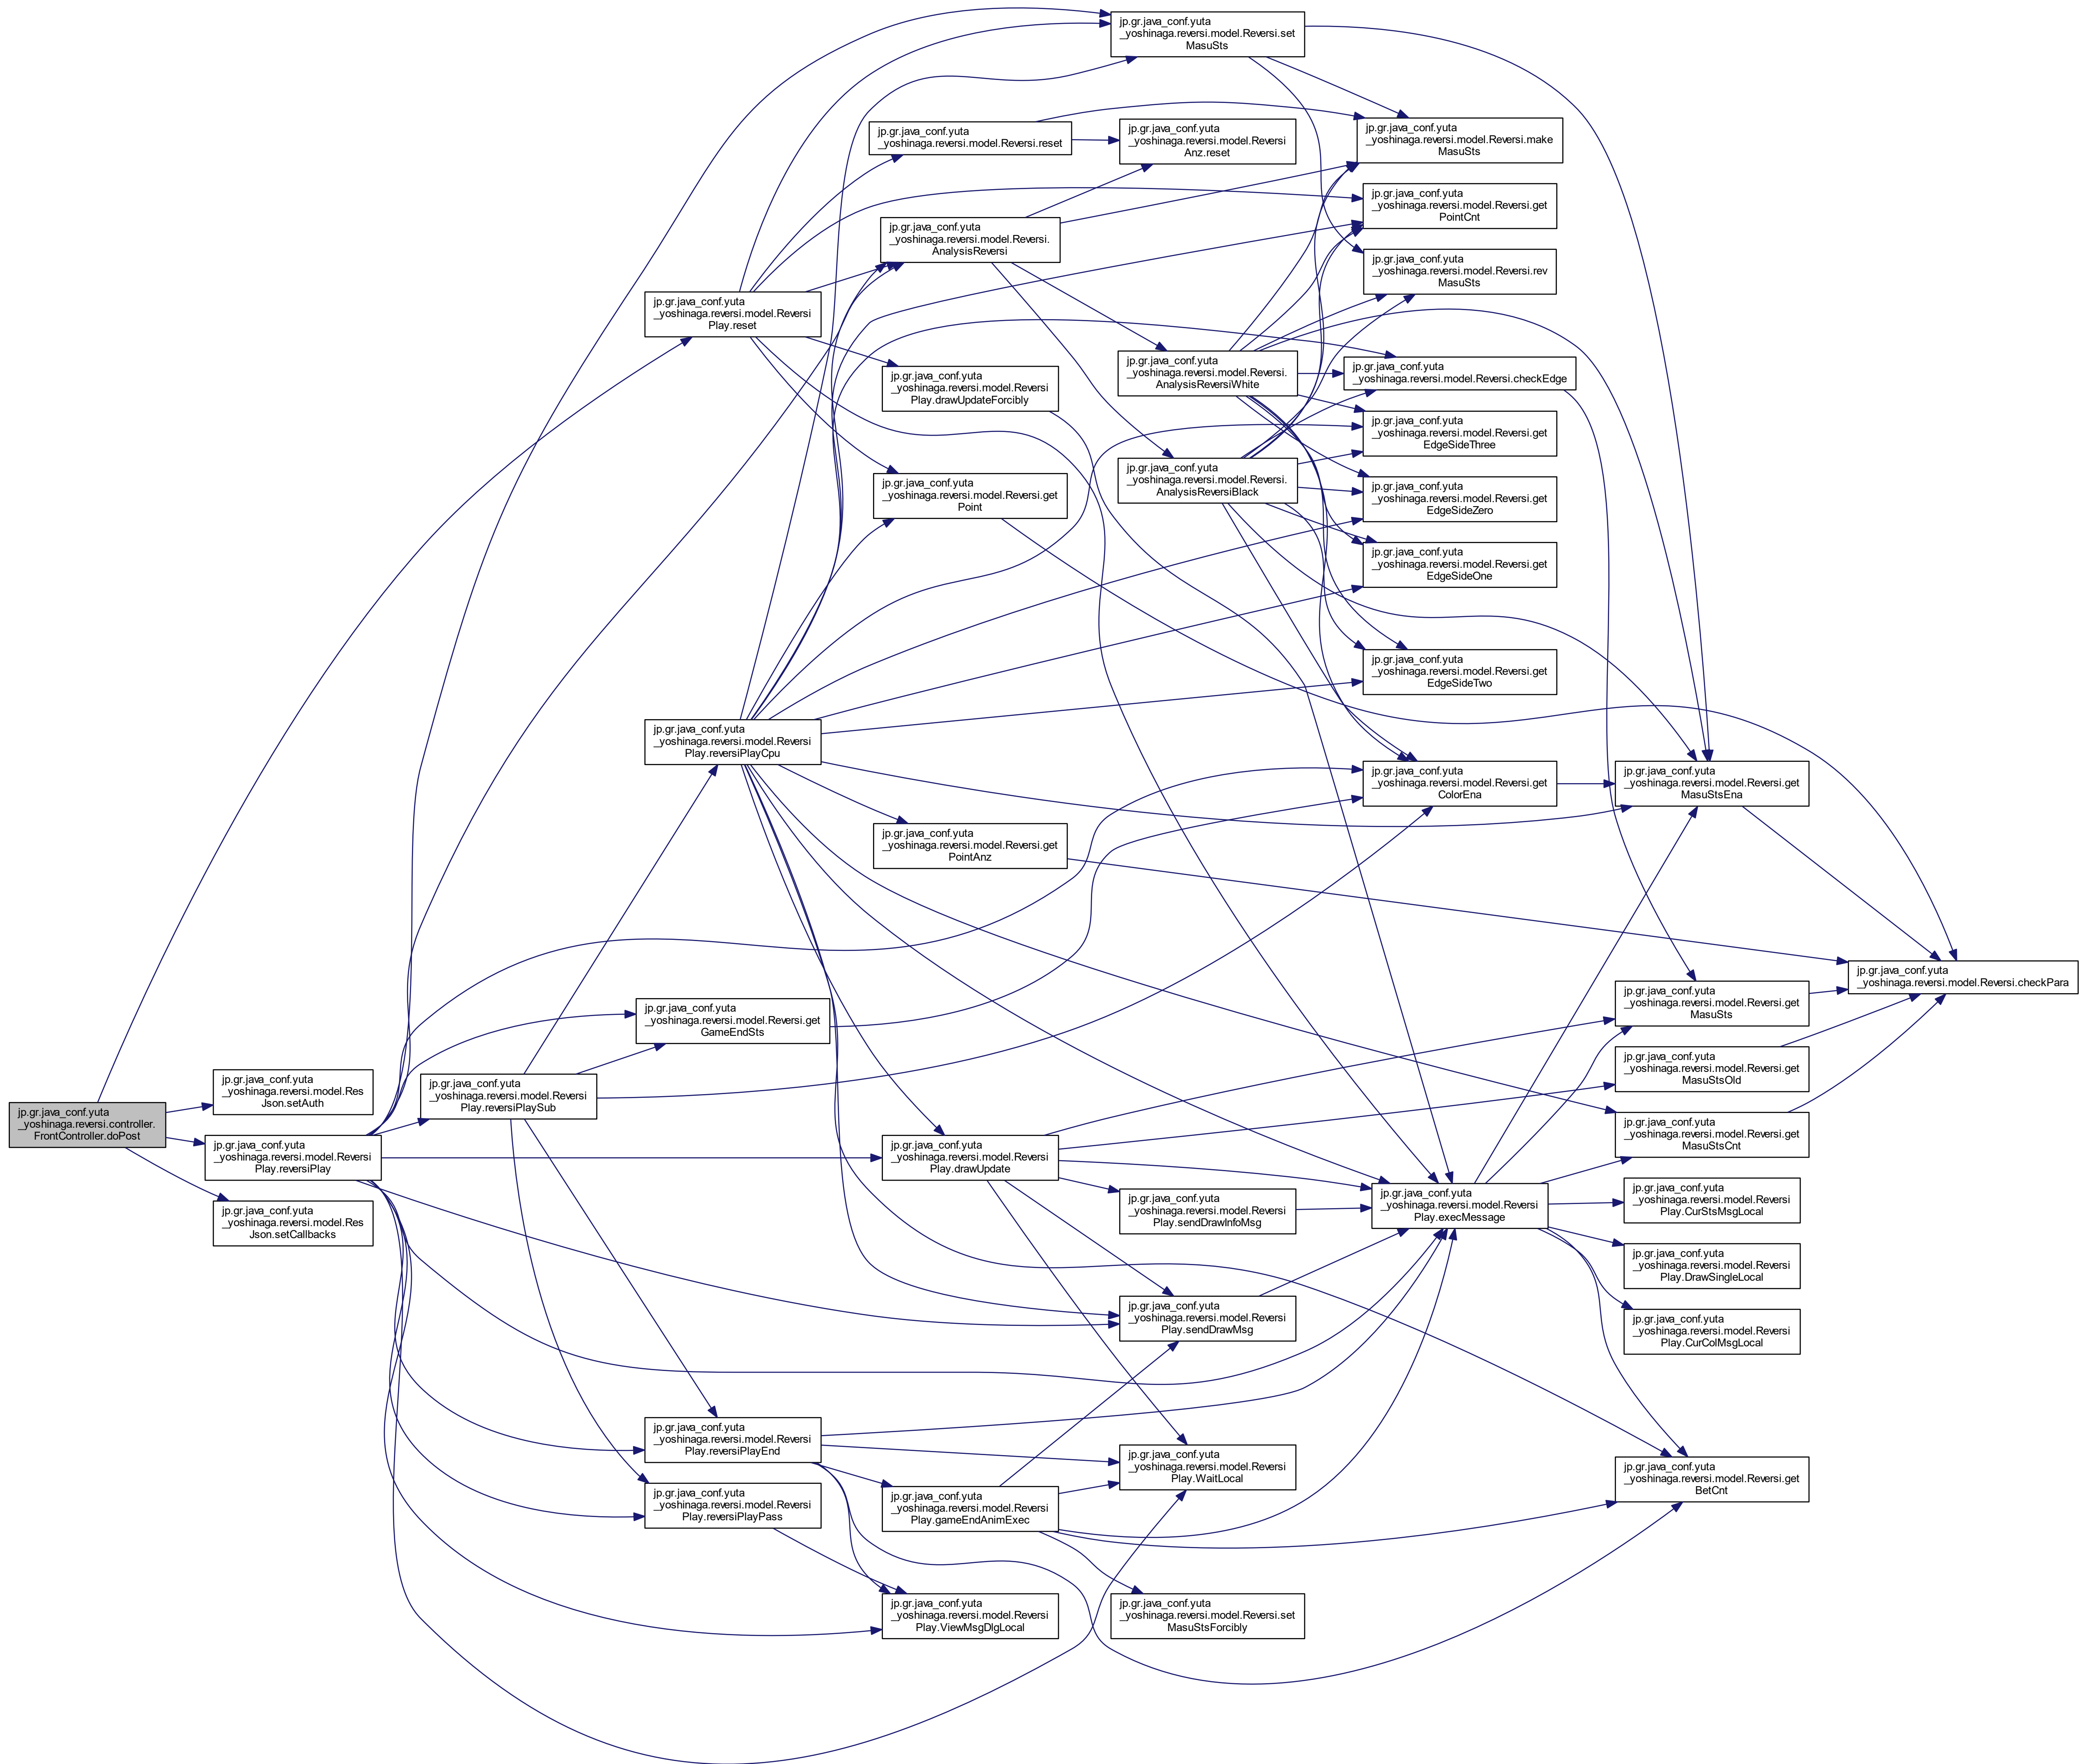 jp.gr.java_conf.yuta
_yoshinaga.reversi.controller.
FrontController.doPost
jp.gr.java_conf.yuta
_yoshinaga.reversi.model.Res
Json.setAuth
jp.gr.java_conf.yuta
_yoshinaga.reversi.model.Reversi
Play.reversiPlay
jp.gr.java_conf.yuta
_yoshinaga.reversi.model.Res
Json.setCallbacks
jp.gr.java_conf.yuta
_yoshinaga.reversi.model.Reversi
Play.reversiPlaySub
jp.gr.java_conf.yuta
_yoshinaga.reversi.model.Reversi
Play.reset
jp.gr.java_conf.yuta
_yoshinaga.reversi.model.Reversi
Play.reversiPlayCpu
jp.gr.java_conf.yuta
_yoshinaga.reversi.model.Reversi.get
GameEndSts
jp.gr.java_conf.yuta
_yoshinaga.reversi.model.Reversi
Play.reversiPlayEnd
jp.gr.java_conf.yuta
_yoshinaga.reversi.model.Reversi
Play.reversiPlayPass
jp.gr.java_conf.yuta
_yoshinaga.reversi.model.Reversi.reset
jp.gr.java_conf.yuta
_yoshinaga.reversi.model.Reversi.
AnalysisReversi
jp.gr.java_conf.yuta
_yoshinaga.reversi.model.Reversi
Play.drawUpdateForcibly
jp.gr.java_conf.yuta
_yoshinaga.reversi.model.Reversi.get
Point
jp.gr.java_conf.yuta
_yoshinaga.reversi.model.Reversi.get
PointAnz
jp.gr.java_conf.yuta
_yoshinaga.reversi.model.Reversi
Play.drawUpdate
jp.gr.java_conf.yuta
_yoshinaga.reversi.model.Reversi
Play.gameEndAnimExec
jp.gr.java_conf.yuta
_yoshinaga.reversi.model.Reversi
Play.ViewMsgDlgLocal
jp.gr.java_conf.yuta
_yoshinaga.reversi.model.Reversi.set
MasuSts
jp.gr.java_conf.yuta
_yoshinaga.reversi.model.Reversi
Anz.reset
jp.gr.java_conf.yuta
_yoshinaga.reversi.model.Reversi.
AnalysisReversiWhite
jp.gr.java_conf.yuta
_yoshinaga.reversi.model.Reversi.
AnalysisReversiBlack
jp.gr.java_conf.yuta
_yoshinaga.reversi.model.Reversi
Play.sendDrawInfoMsg
jp.gr.java_conf.yuta
_yoshinaga.reversi.model.Reversi
Play.sendDrawMsg
jp.gr.java_conf.yuta
_yoshinaga.reversi.model.Reversi
Play.WaitLocal
jp.gr.java_conf.yuta
_yoshinaga.reversi.model.Reversi.set
MasuStsForcibly
jp.gr.java_conf.yuta
_yoshinaga.reversi.model.Reversi.make
MasuSts
jp.gr.java_conf.yuta
_yoshinaga.reversi.model.Reversi.get
PointCnt
jp.gr.java_conf.yuta
_yoshinaga.reversi.model.Reversi.rev
MasuSts
jp.gr.java_conf.yuta
_yoshinaga.reversi.model.Reversi.checkEdge
jp.gr.java_conf.yuta
_yoshinaga.reversi.model.Reversi.get
EdgeSideThree
jp.gr.java_conf.yuta
_yoshinaga.reversi.model.Reversi.get
EdgeSideZero
jp.gr.java_conf.yuta
_yoshinaga.reversi.model.Reversi.get
EdgeSideOne
jp.gr.java_conf.yuta
_yoshinaga.reversi.model.Reversi.get
EdgeSideTwo
jp.gr.java_conf.yuta
_yoshinaga.reversi.model.Reversi.get
ColorEna
jp.gr.java_conf.yuta
_yoshinaga.reversi.model.Reversi
Play.execMessage
jp.gr.java_conf.yuta
_yoshinaga.reversi.model.Reversi.get
MasuStsEna
jp.gr.java_conf.yuta
_yoshinaga.reversi.model.Reversi.get
MasuSts
jp.gr.java_conf.yuta
_yoshinaga.reversi.model.Reversi.get
MasuStsOld
jp.gr.java_conf.yuta
_yoshinaga.reversi.model.Reversi.get
MasuStsCnt
jp.gr.java_conf.yuta
_yoshinaga.reversi.model.Reversi
Play.CurStsMsgLocal
jp.gr.java_conf.yuta
_yoshinaga.reversi.model.Reversi
Play.DrawSingleLocal
jp.gr.java_conf.yuta
_yoshinaga.reversi.model.Reversi
Play.CurColMsgLocal
jp.gr.java_conf.yuta
_yoshinaga.reversi.model.Reversi.get
BetCnt
jp.gr.java_conf.yuta
_yoshinaga.reversi.model.Reversi.checkPara